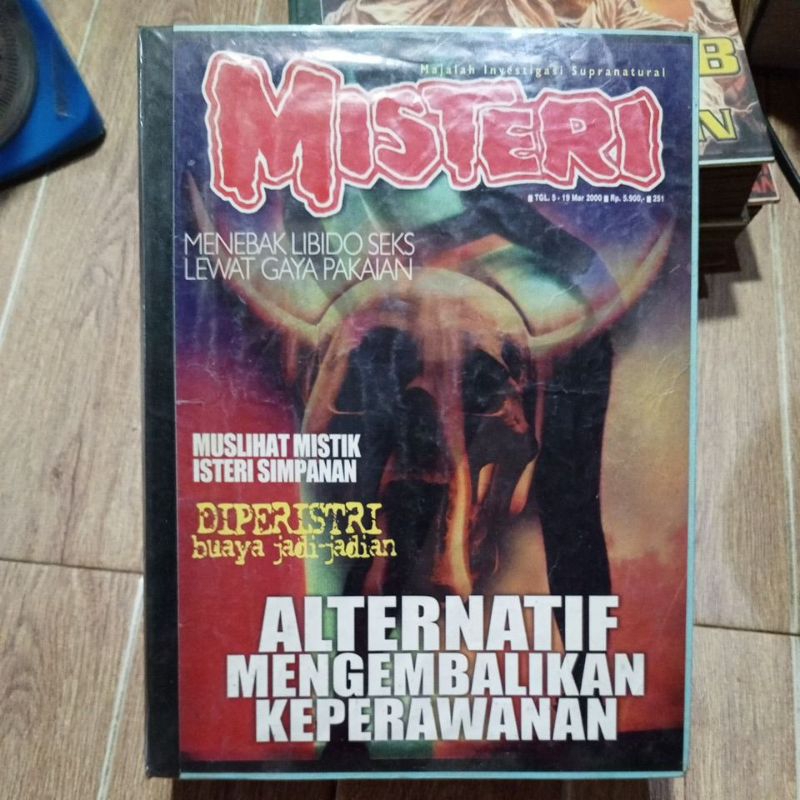 Majalah Investigasi Supranatural
MISTERI
■ TGL. 5 - 19 Mar 2000 ■ Rp. 5.900,- ■ 251
MENEBAK LIBIDO SEKS
LEWAT GAYA PAKAIAN
MUSLIHAT MISTIK
ISTERI SIMPANAN
DIPERISTRI
buaya jadi-jadian
ALTERNATIF
MENGEMBALIKAN
KEPERAWANAN
B
N